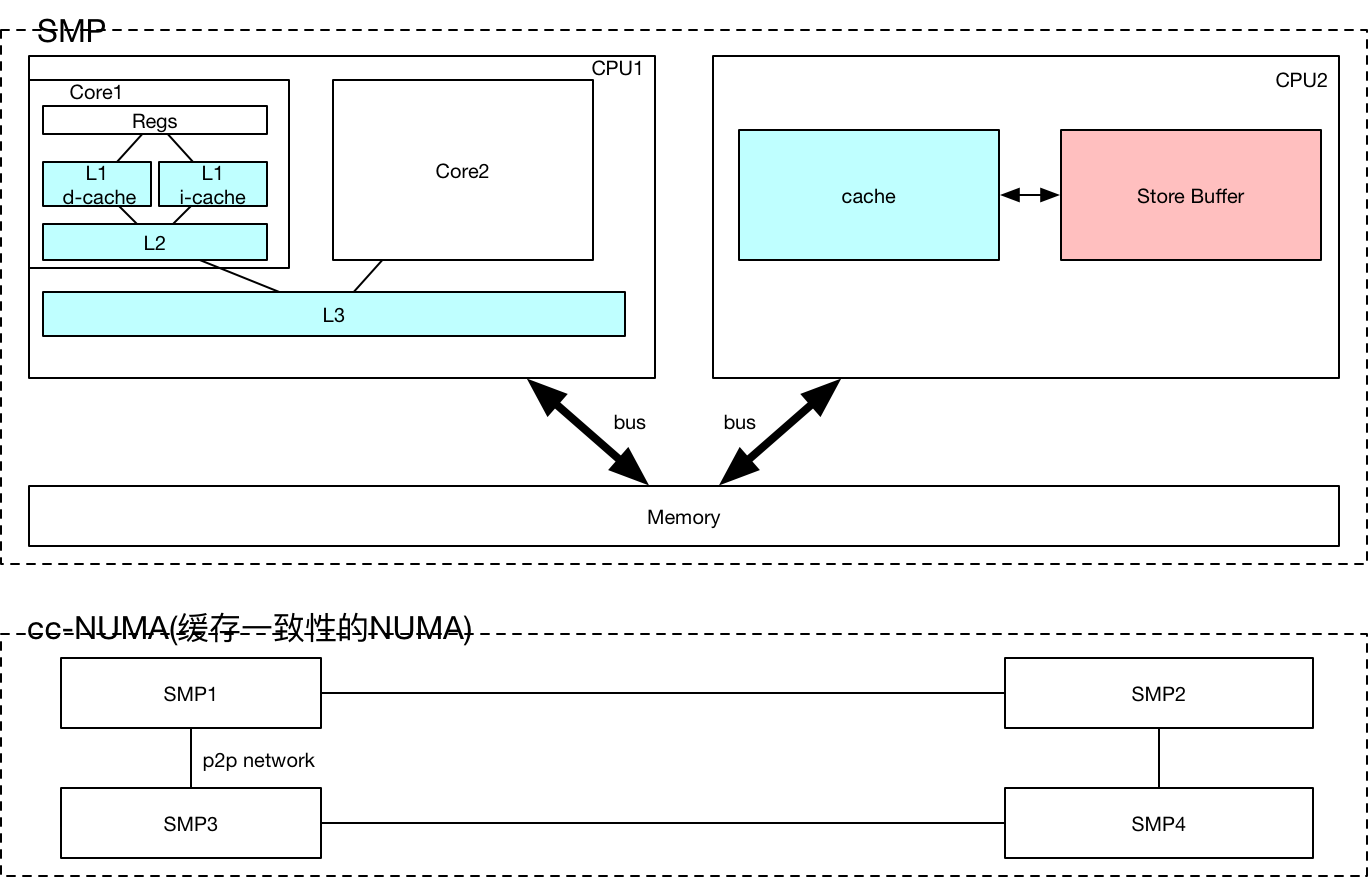 SMP
CPU1
CPU2
Core1
Regs
L1
d-cache
L1
i-cache
L2
Core2
L3
cache
Store Buffer
bus
bus
Memory
cc-NUMA(缓存一致性的NUMA)
SMP1
SMP2
p2p network
SMP3
SMP4